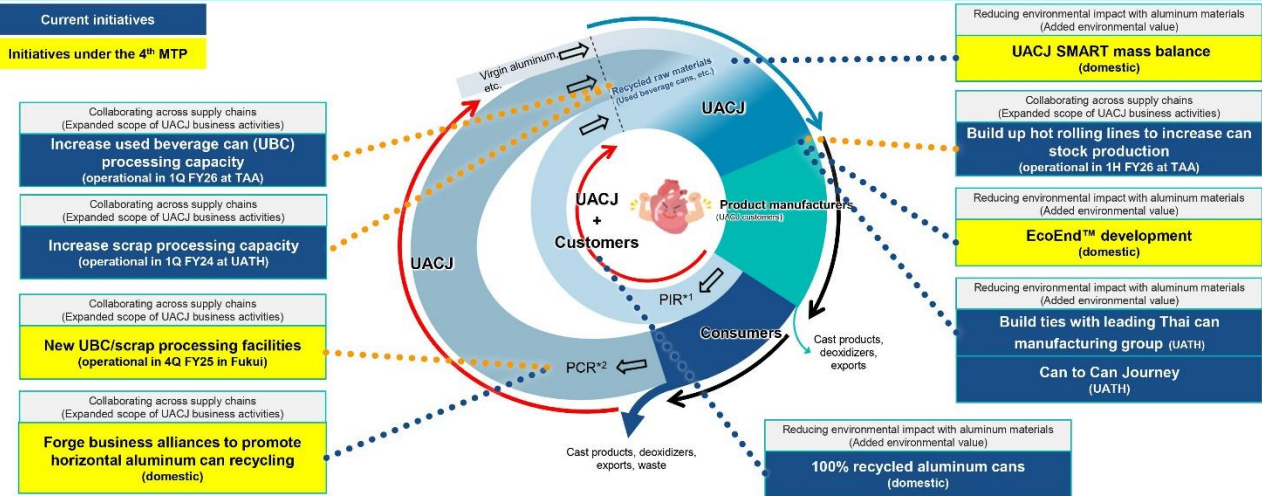 Current initiatives
Initiatives under the 4th MTP
Collaborating across supply chains
(Expanded scope of UACJ business activities)
Increase used beverage can (UBC)
processing capacity
(operational in 1Q FY26 at TAA)
Collaborating across supply chains
(Expanded scope of UACJ business activities)
Increase scrap processing capacity
(operational in 1Q FY24 at UATH)
Collaborating across supply chains
(Expanded scope of UACJ business activities)
New UBC/scrap processing facilities
(operational in 4Q FY25 in Fukui)
Collaborating across supply chains
(Expanded scope of UACJ business activities)
Forge business alliances to promote
horizontal aluminum can recycling
(domestic)
Virgin aluminum,
etc.
Recycled raw materials
(Used beverage cans, etc.)
UACJ
UACJ
+
Customers
Product manufacturers
(UACJ customers)
UACJ
PIR*1
Consumers
PCR*2
Cast products,
deoxidizers,
exports
Cast products, deoxidizers,
exports, waste
Reducing environmental impact with aluminum materials
(Added environmental value)
UACJ SMART mass balance
(domestic)
Collaborating across supply chains
(Expanded scope of UACJ business activities)
Build up hot rolling lines to increase can
stock production
(operational in 1H FY26 at TAA)
Reducing environmental impact with aluminum materials
(Added environmental value)
EcoEnd™ development
(domestic)
Reducing environmental impact with aluminum materials
(Added environmental value)
Build ties with leading Thai can
manufacturing group (UATH)
Can to Can Journey
(UATH)
Reducing environmental impact with aluminum materials
(Added environmental value)
100% recycled aluminum cans
(domestic)